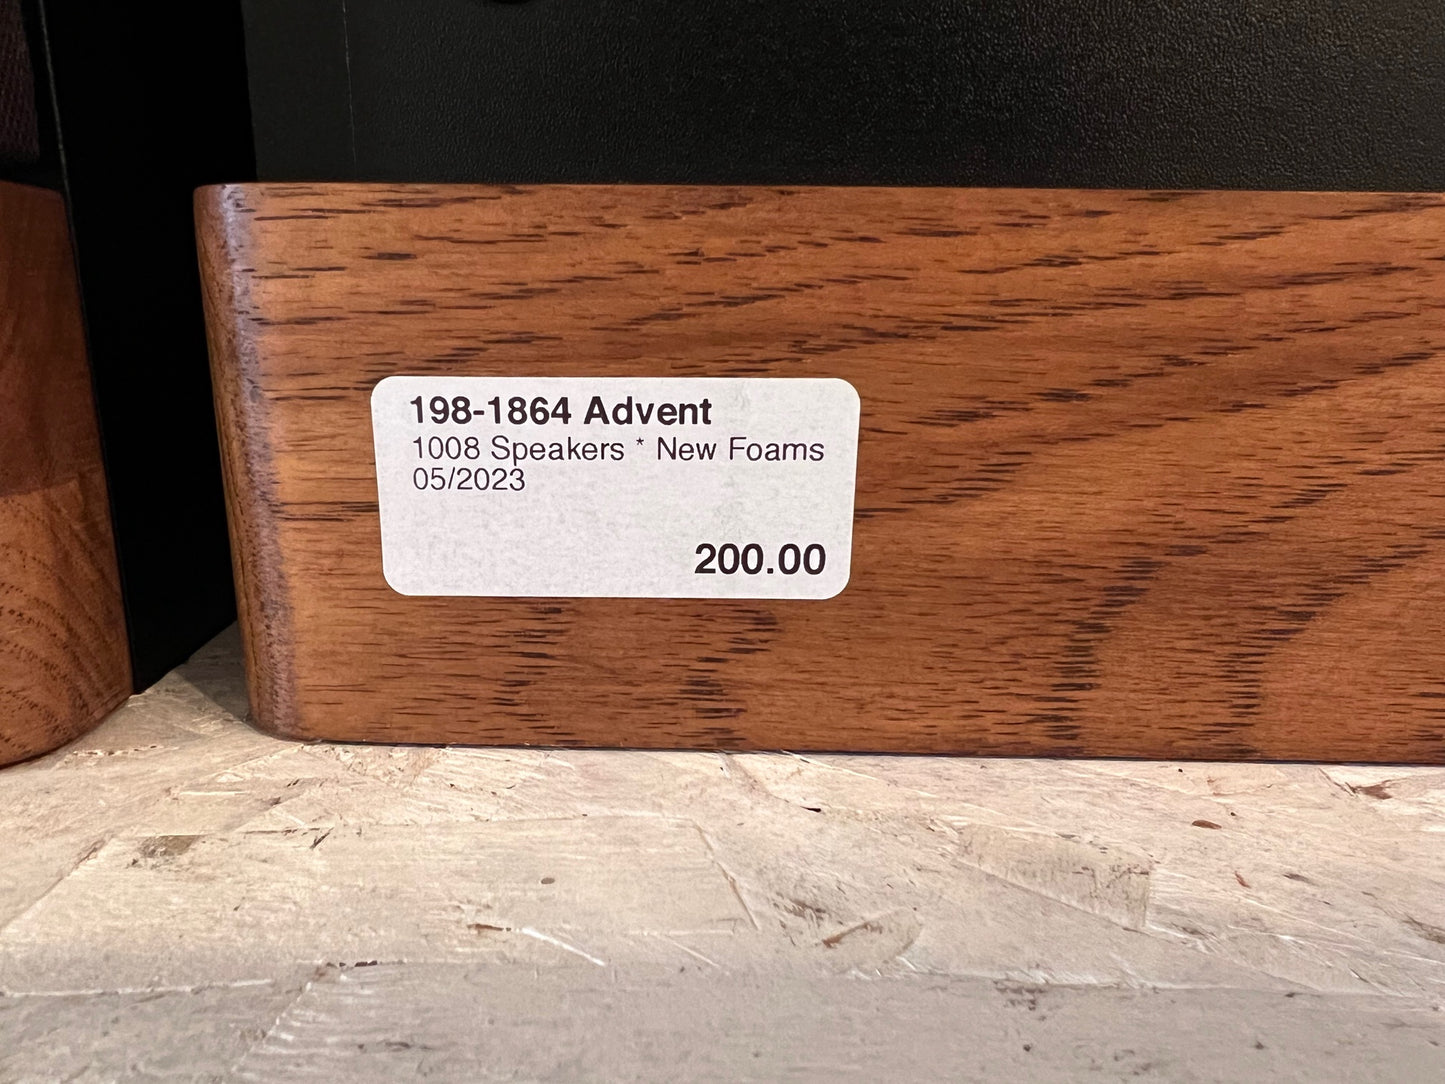 198-1864 Advent
1008 Speakers * New Foams
05/2023
200.00